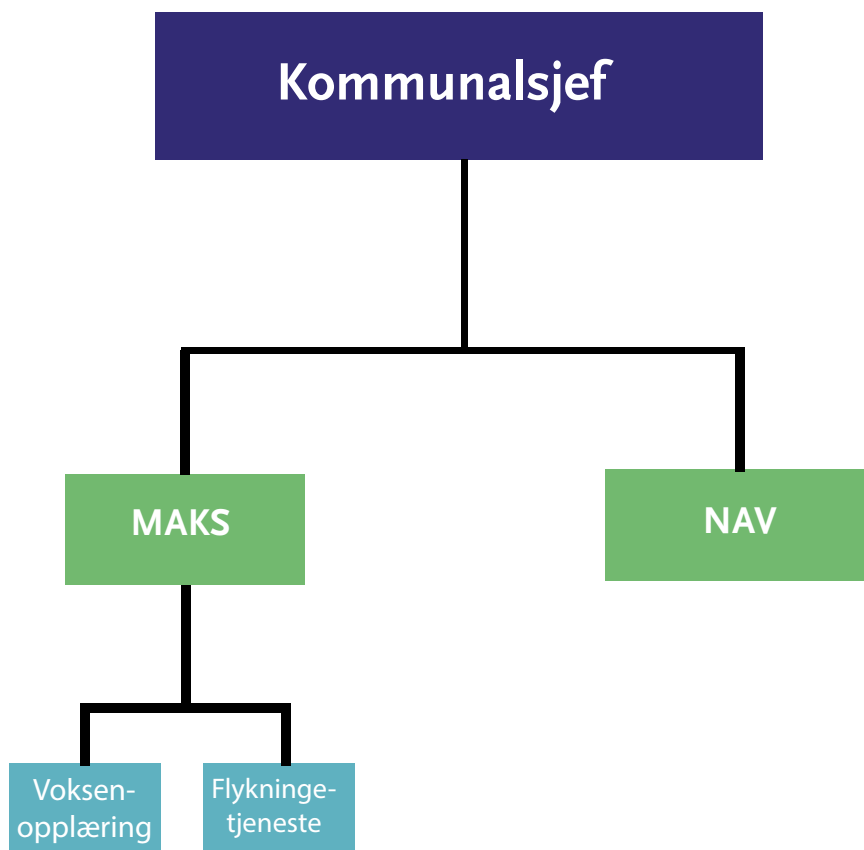 Kommunalsjef
MAKS
NAV
Voksen-
opplæring
Flykninge-
tjeneste